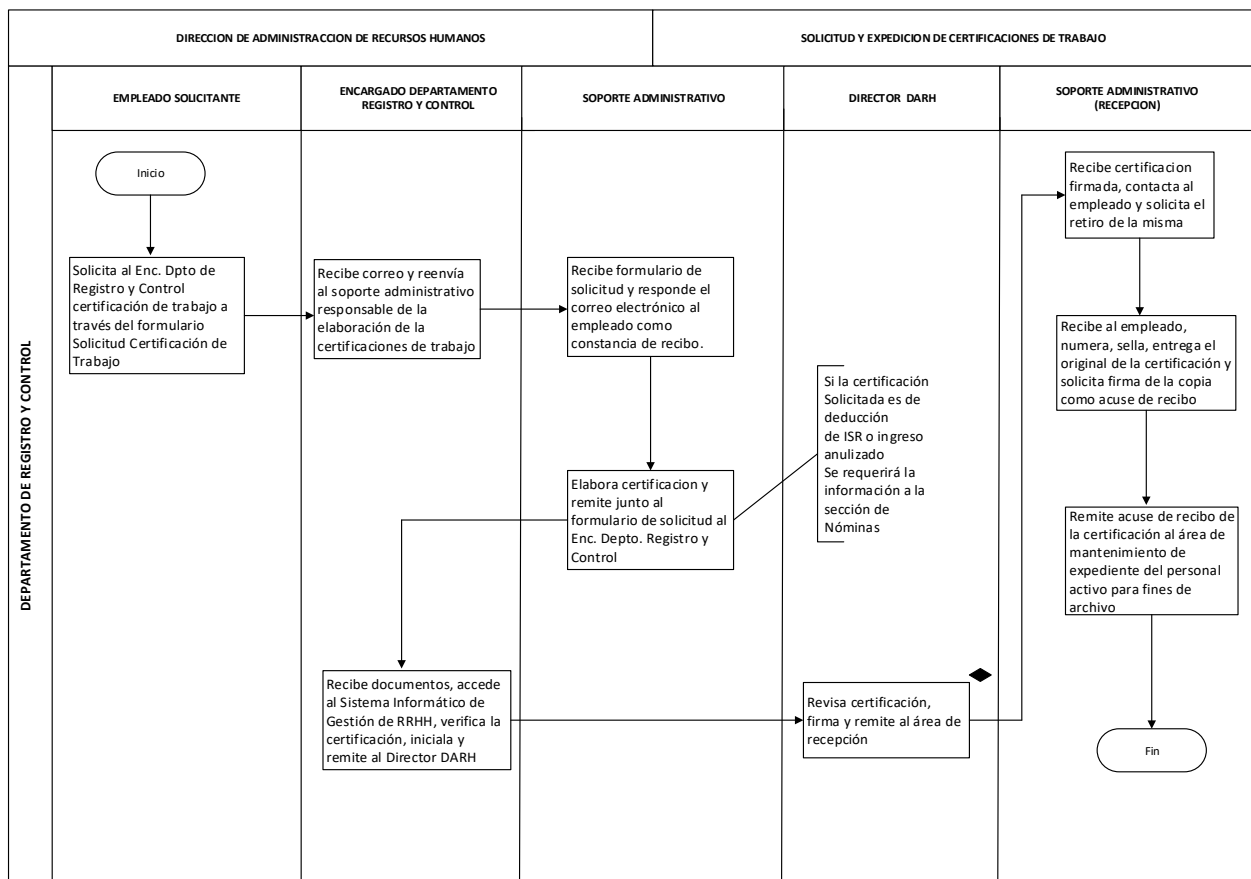 DIRECCION DE ADMINISTRACCION DE RECURSOS HUMANOS
SOLICITUD Y EXPEDICION DE CERTIFICACIONES DE TRABAJO
DEPARTAMENTO DE REGISTRO Y CONTROL
EMPLEADO SOLICITANTE
ENCARGADO DEPARTAMENTO
REGISTRO Y CONTROL
SOPORTE ADMINISTRATIVO
DIRECTOR DARH
SOPORTE ADMINISTRATIVO
(RECEPCION)
Inicio
Solicita al Enc. Dpto de
Registro y Control
certificación de trabajo a
través del formulario
Solicitud Certificación de
Trabajo
Recibe correo y reenvía
al soporte administrativo
responsable de la
elaboración de la
certificaciones de trabajo
Recibe formulario de
solicitud y responde el
correo electrónico al
empleado como
constancia de recibo.
Si la certificación
Solicitada es de
deducción
de ISR o ingreso
anulizado
Se requerirá la
información a la
sección de
Nóminas
Elabora certificacion y
remite junto al
formulario de solicitud al
Enc. Depto. Registro y
Control
Recibe documentos, accede
al Sistema Informático de
Gestión de RRHH, verifica la
certificación, iniciala y
remite al Director DARH
Revisa certificación,
firma y remite al área de
recepción
Recibe certificacion
firmada, contacta al
empleado y solicita el
retiro de la misma
Recibe al empleado,
numera, sella, entrega el
original de la certificación y
solicita firma de la copia
como acuse de recibo
Remite acuse de recibo de
la certificación al área de
mantenimiento de
expediente del personal
activo para fines de
archivo
Fin